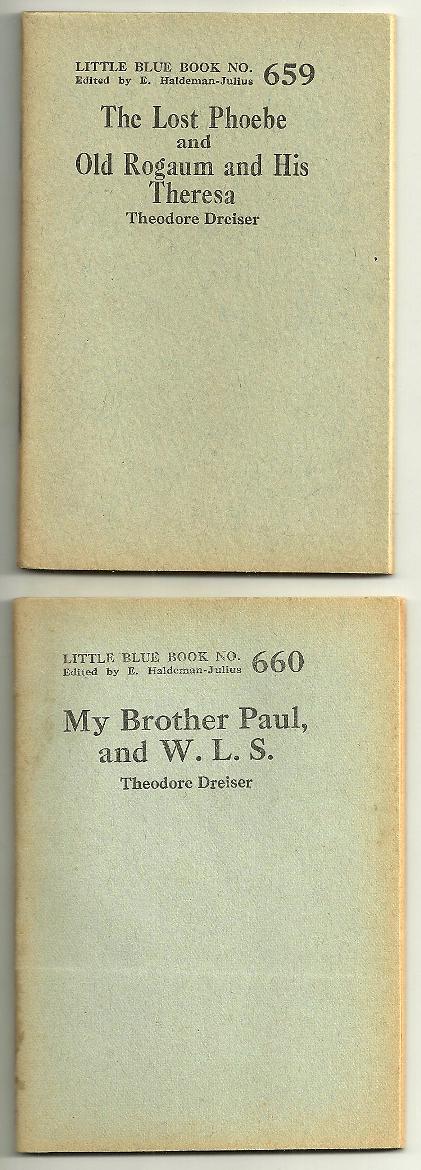 LITTLE BLUE BOOK NO. 659
Edited by E. Haldeman-Julius
The Lost Phoebe
and
Old Rogaum and His
Theresa
Theodore Dreiser
LITTLE BLUE BOOK NO. 660
Edited by E. Haldeman-Julius
My Brother Paul,
and W. L. S.
Theodore Dreiser